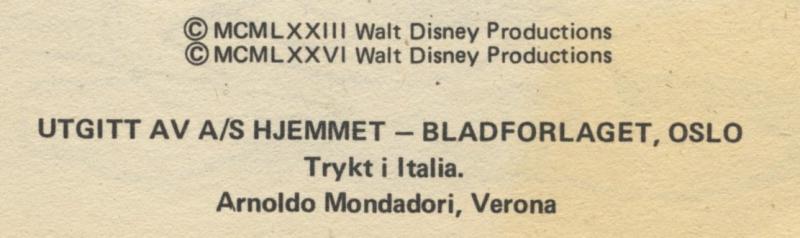 © MCMLXXIII Walt Disney Productions
© MCMLXXVI Walt Disney Productions
UTGITT AV A/S HJEMMET – BLADFORLAGET, OSLO
Trykt i Italia.
Arnoldo Mondadori, Verona